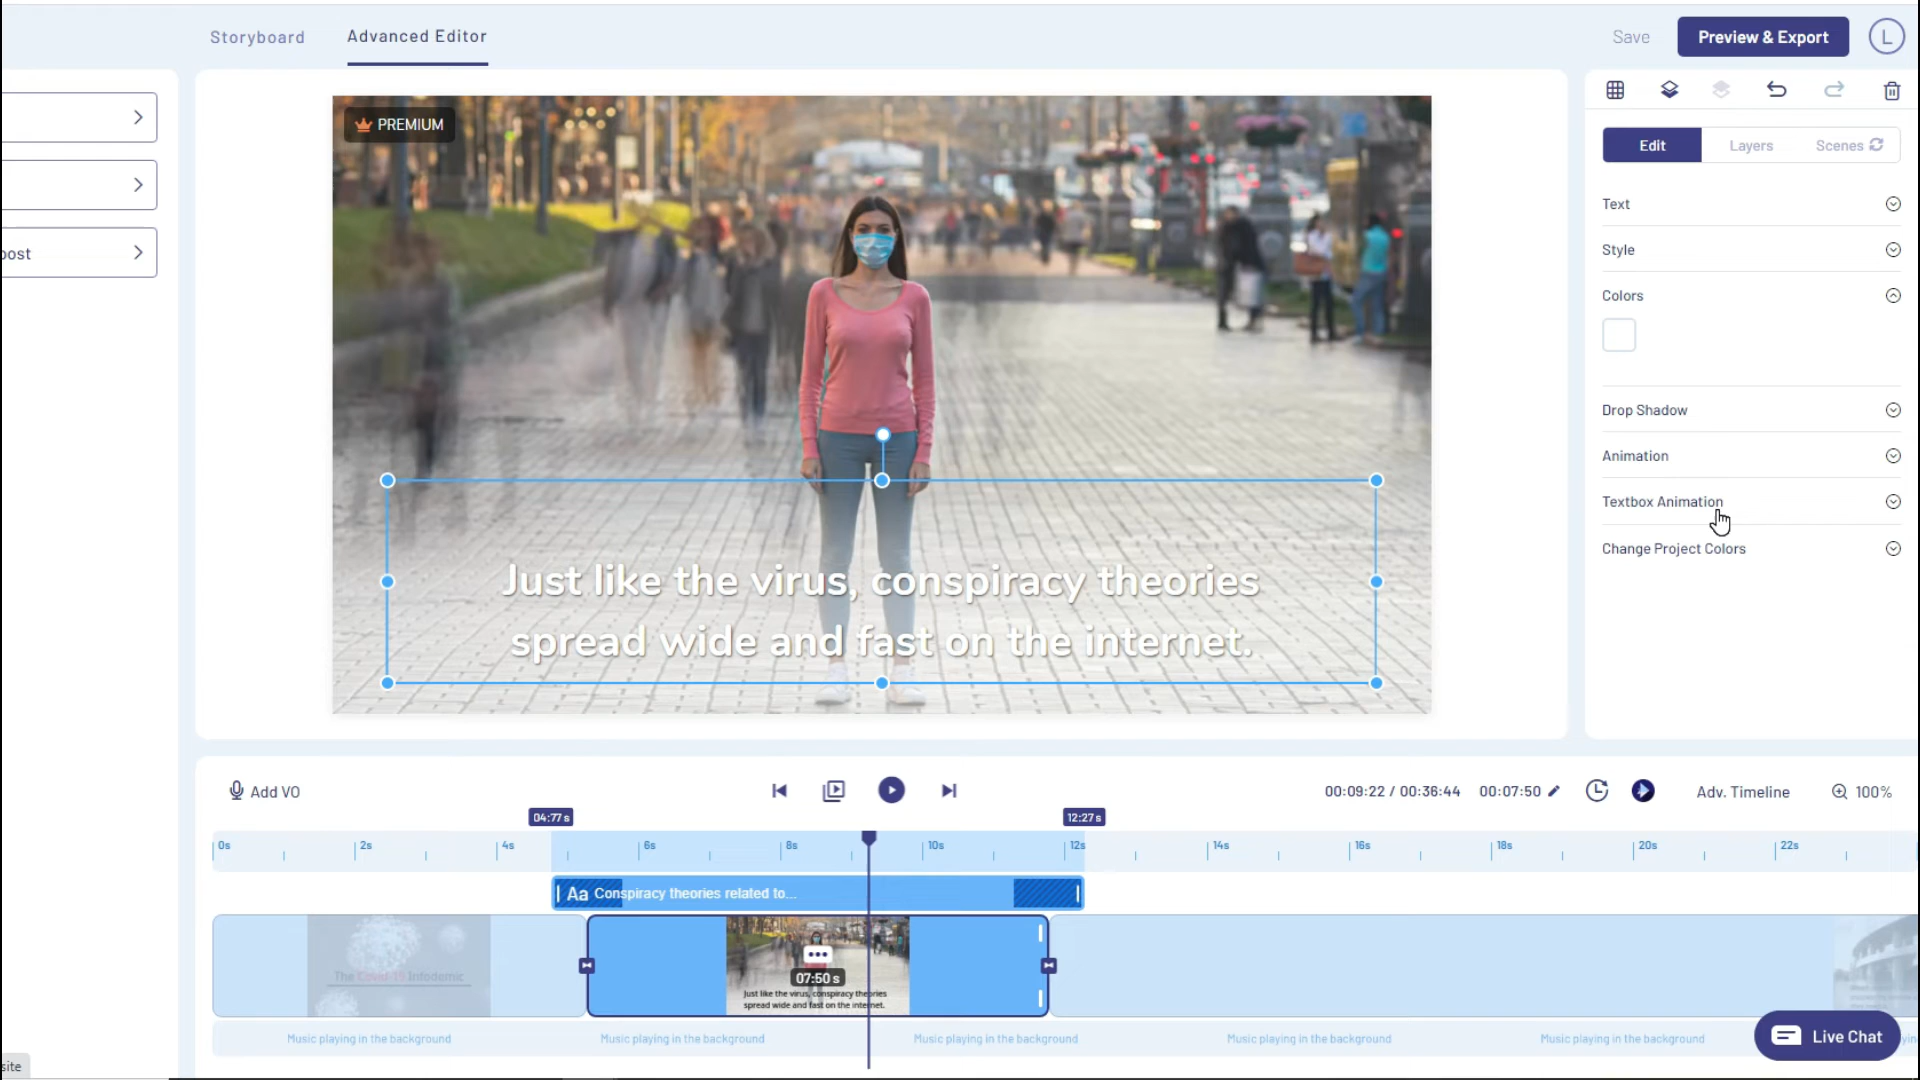 Storyboard
Advanced Editor
Save
Preview & Export
L
PREMIUM
ost
Edit
Layers
Scenes
Text
Style
Colors
Drop Shadow
Animation
Textbox Animation
Change Project Colors
Just like the virus, conspiracy theories
spread wide and fast on the internet.
Add VO
00:09:22 / 00:36:44
00:07:50
Adv. Timeline
100%
04:77s
12:27s
0s
2s
4s
6s
8s
10s
12s
14s
16s
18s
20s
22s
Aa Conspiracy theories related to...
The Covid-19 Infodemic
07:50 s
Just like the virus, conspiracy theories
spread wide and fast on the internet.
Music playing in the background
Music playing in the background
Music playing in the background
Music playing in the background
Music playing in the background
Live Chat
site